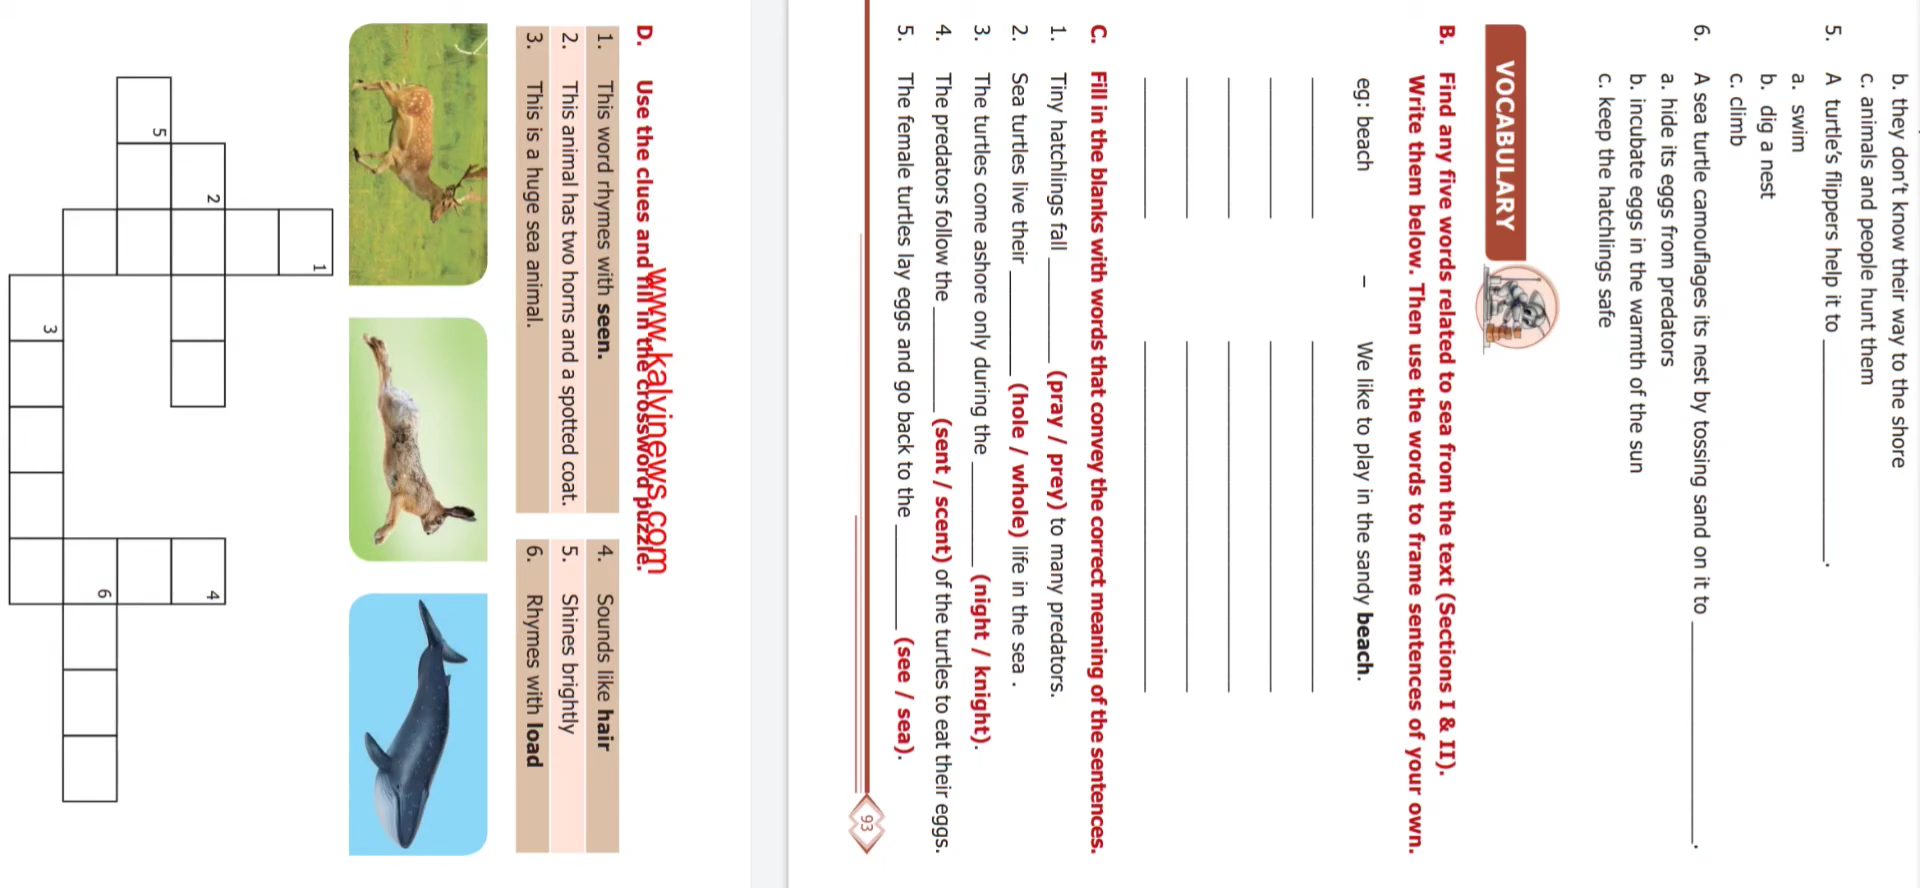 b. they don't know their way to the shore
c. animals and people hunt them
5. A turtle's flippers help it to ____________________.
a. swim
b. dig a nest
c. climb
6. A sea turtle camouflages its nest by tossing sand on it to ____________________.
a. hide its eggs from predators
b. incubate eggs in the warmth of the sun
c. keep the hatchlings safe
VOCABULARY
B. Find any five words related to sea from the text (Sections I & II).
Write them below. Then use the words to frame sentences of your own.
eg: beach – We like to play in the sandy beach.
C. Fill in the blanks with words that convey the correct meaning of the sentences.
1. Tiny hatchlings fall __________ (pray / prey) to many predators.
2. Sea turtles live their __________ (hole / whole) life in the sea .
3. The turtles come ashore only during the __________ (night / knight).
4. The predators follow the __________ (sent / scent) of the turtles to eat their eggs.
5. The female turtles lay eggs and go back to the __________ (see / sea).
93
www.kalvinews.com
D. Use the clues and fill in the crossword puzzle.
1. This word rhymes with seen.
2. This animal has two horns and a spotted coat.
3. This is a huge sea animal.
4. Sounds like hair
5. Shines brightly
6. Rhymes with load
1
2
4
5
6
3